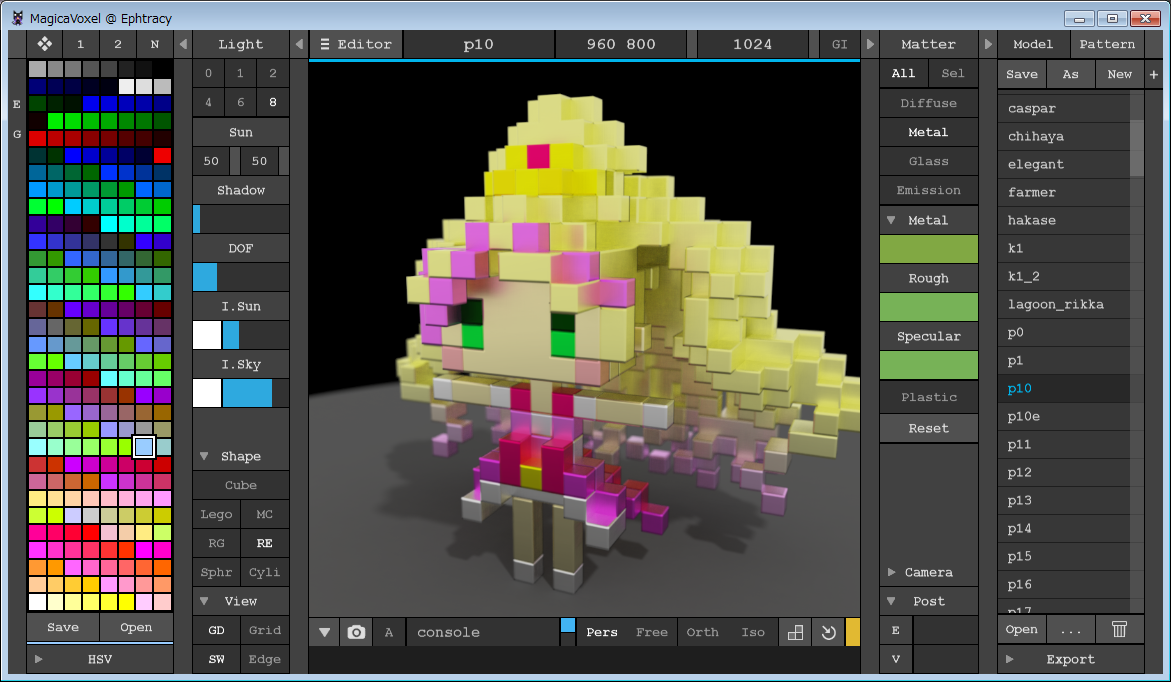 MagicaVoxel @ Ephtracy
1 2 N
E
G
Save Open
HSV
Light
0 1 2
4 6 8
Sun
50 50
Shadow
DOF
I.Sun
I.Sky
Shape
Cube
Lego MC
RG RE
Sphr Cyli
View
GD Grid
SW Edge
Editor p10 960 800 1024 GI
A console Pers Free Orth Iso
Matter
All Sel
Diffuse
Metal
Glass
Emission
Metal
Rough
Specular
Plastic
Reset
Camera
Post
E
V
Model Pattern
Save As New +
caspar
chihaya
elegant
farmer
hakase
k1
k1_2
lagoon_rikka
p0
p1
p10
p10e
p11
p12
p13
p14
p15
p16
p17
Open ...
Export